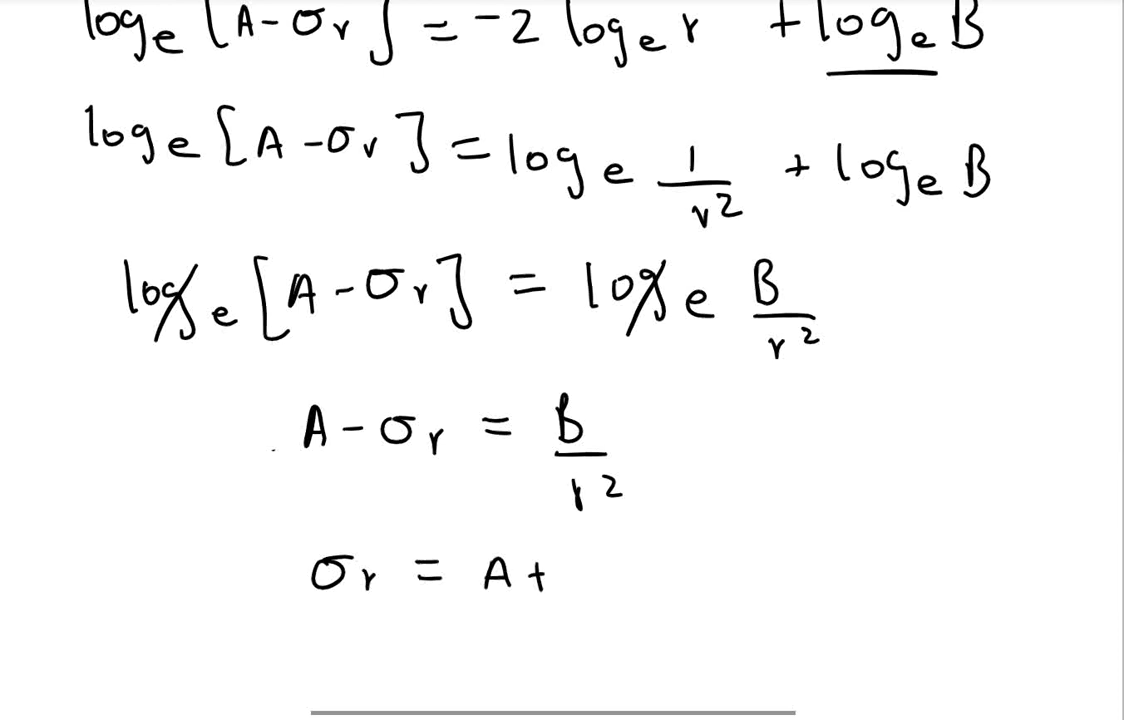 logₑ [A-σᵣ] = -2 logₑ r + logₑ B
logₑ [A-σᵣ] = logₑ 1/r² + logₑ B
logₑ [A-σᵣ] = logₑ B/r²
A-σᵣ = B/r²
σᵣ = A+